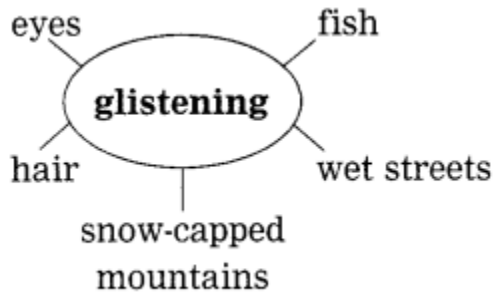 eyes
fish
glistening
hair
wet streets
snow-capped
mountains